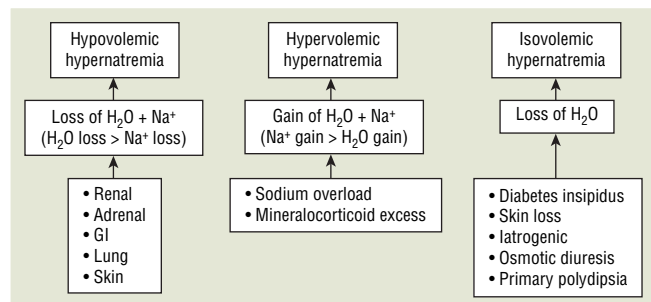 Hypovolemic
hypernatremia
Loss of H₂O + Na⁺
(H₂O loss > Na⁺ loss)
• Renal
• Adrenal
• GI
• Lung
• Skin
Hypervolemic
hypernatremia
Gain of H₂O + Na⁺
(Na⁺ gain > H₂O gain)
• Sodium overload
• Mineralocorticoid excess
Isovolemic
hypernatremia
Loss of H₂O
• Diabetes insipidus
• Skin loss
• Iatrogenic
• Osmotic diuresis
• Primary polydipsia